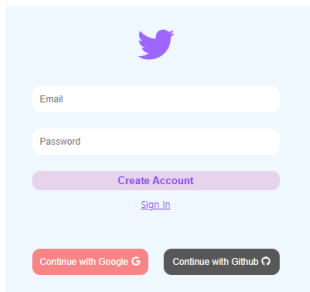 Email
Password
Create Account
Sign In
Continue with Google
Continue with Github